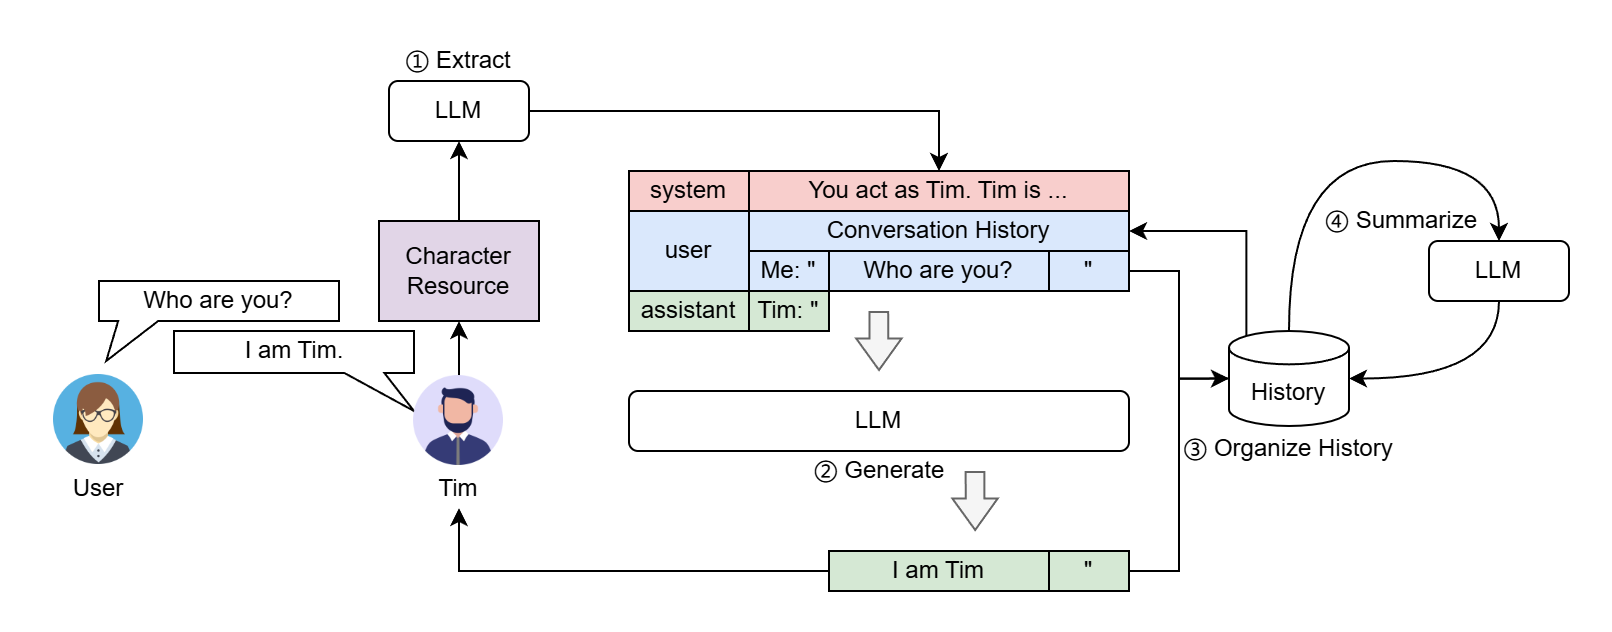 ① Extract
LLM
Character
Resource
Who are you?
I am Tim.
User
Tim
system You act as Tim. Tim is ...
user Conversation History
Me: " Who are you? "
assistant Tim: "
LLM
② Generate
I am Tim "
④ Summarize
LLM
History
③ Organize History